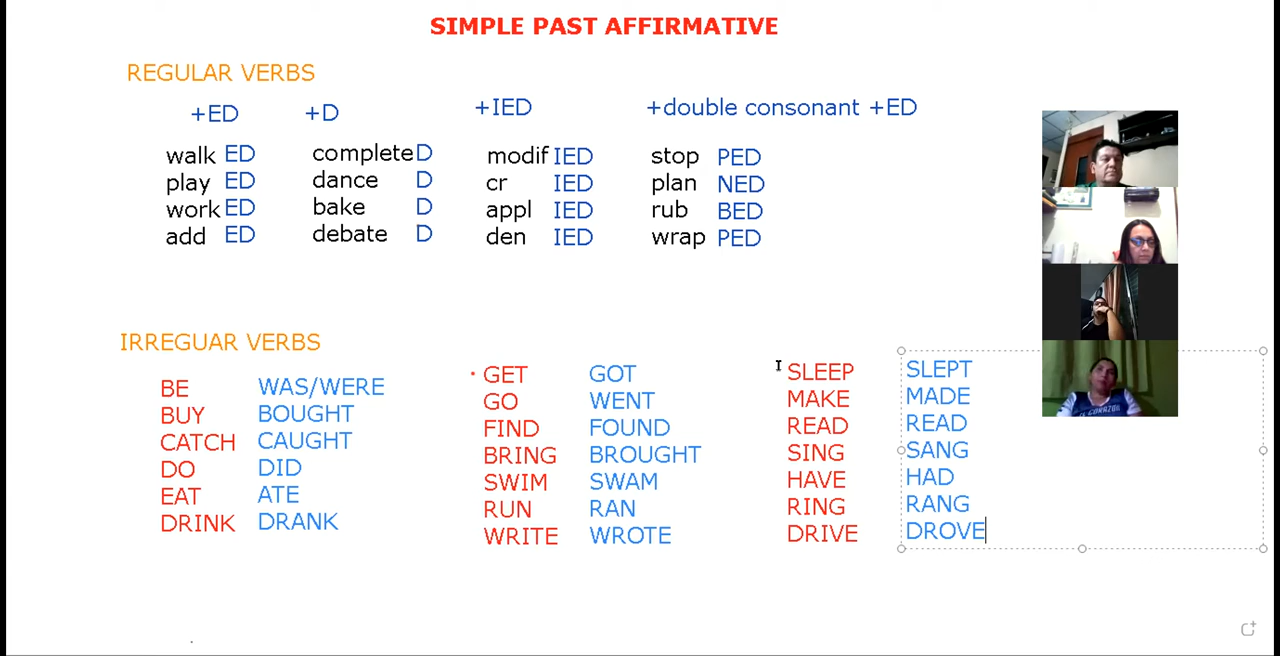 SIMPLE PAST AFFIRMATIVE
REGULAR VERBS
+ED +D +IED +double consonant +ED
walk ED complete D modif IED stop PED
play ED dance D cr IED plan NED
work ED bake D appl IED rub BED
add ED debate D den IED wrap PED
IRREGUAR VERBS
BE WAS/WERE
BUY BOUGHT
CATCH CAUGHT
DO DID
EAT ATE
DRINK DRANK
GET GOT
GO WENT
FIND FOUND
BRING BROUGHT
SWIM SWAM
RUN RAN
WRITE WROTE
SLEEP SLEPT
MAKE MADE
READ READ
SING SANG
HAVE HAD
RING RANG
DRIVE DROVE